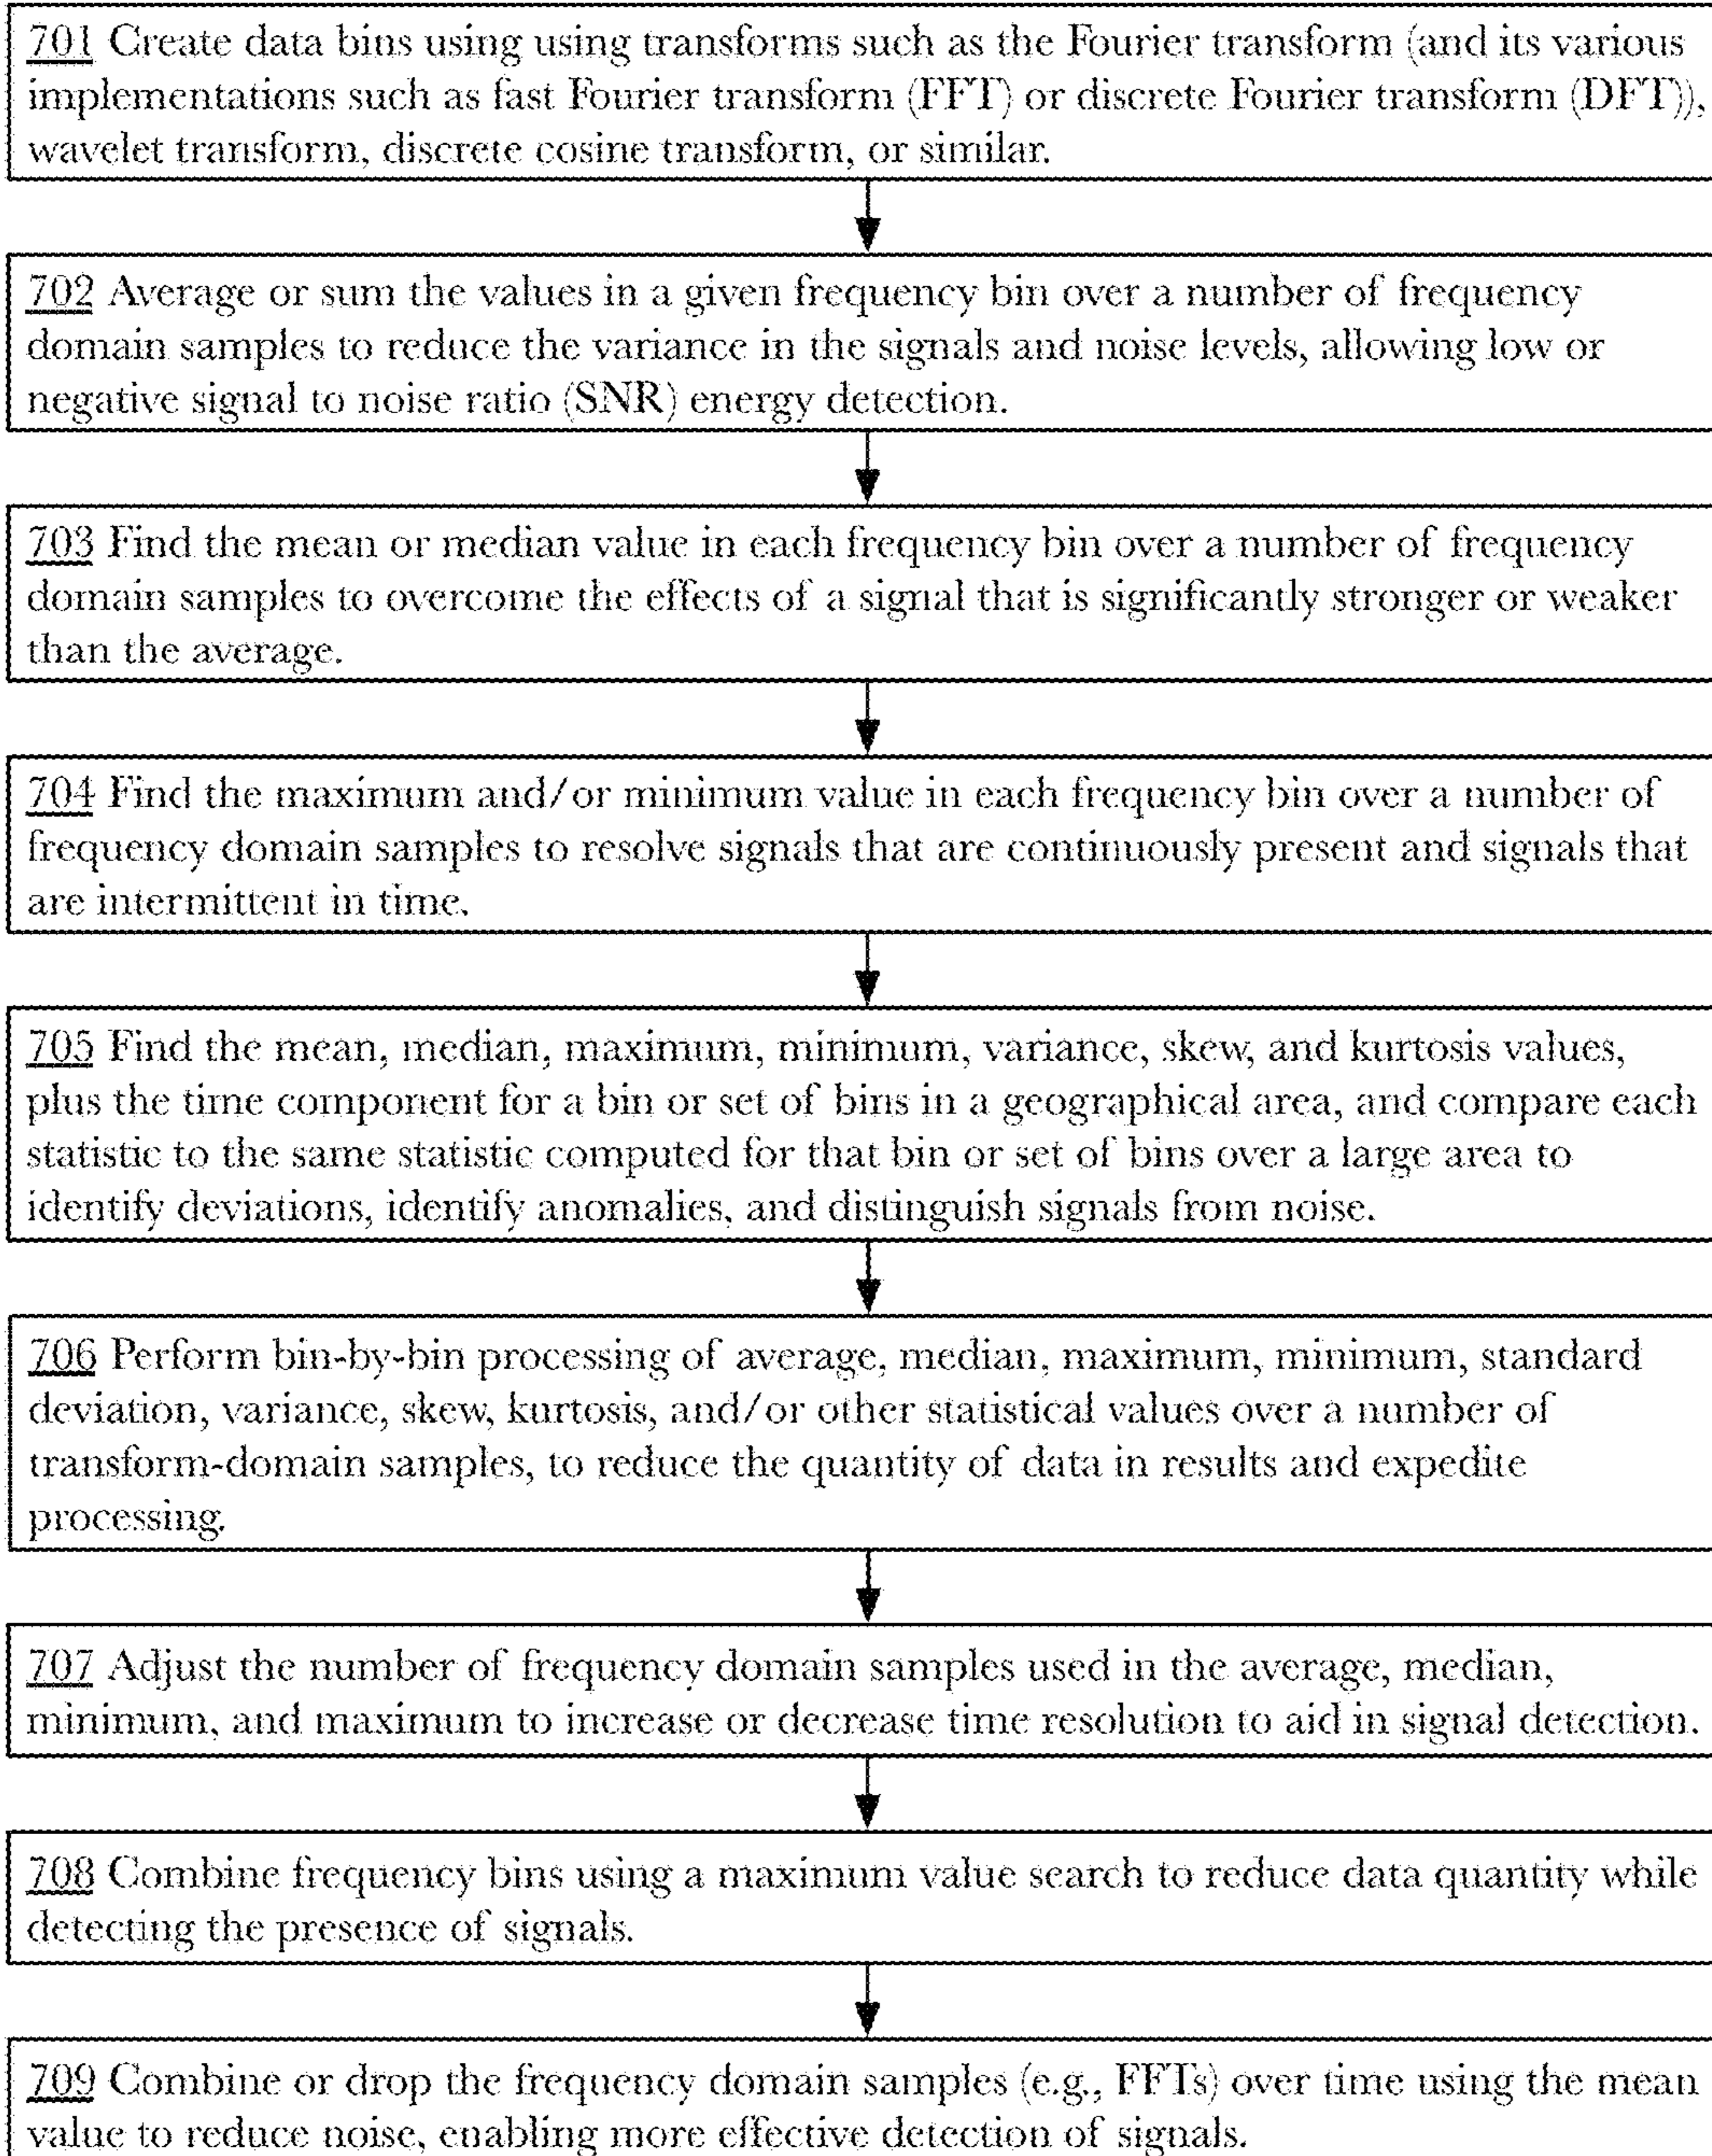 701 Create data bins using using transforms such as the Fourier transform (and its various
implementations such as fast Fourier transform (FFT) or discrete Fourier transform (DFT)),
wavelet transform, discrete cosine transform, or similar.
702 Average or sum the values in a given frequency bin over a number of frequency
domain samples to reduce the variance in the signals and noise levels, allowing low or
negative signal to noise ratio (SNR) energy detection.
703 Find the mean or median value in each frequency bin over a number of frequency
domain samples to overcome the effects of a signal that is significantly stronger or weaker
than the average.
704 Find the maximum and/or minimum value in each frequency bin over a number of
frequency domain samples to resolve signals that are continuously present and signals that
are intermittent in time.
705 Find the mean, median, maximum, minimum, variance, skew, and kurtosis values,
plus the time component for a bin or set of bins in a geographical area, and compare each
statistic to the same statistic computed for that bin or set of bins over a large area to
identify deviations, identify anomalies, and distinguish signals from noise.
706 Perform bin-by-bin processing of average, median, maximum, minimum, standard
deviation, variance, skew, kurtosis, and/or other statistical values over a number of
transform-domain samples, to reduce the quantity of data in results and expedite
processing.
707 Adjust the number of frequency domain samples used in the average, median,
minimum, and maximum to increase or decrease time resolution to aid in signal detection.
708 Combine frequency bins using a maximum value search to reduce data quantity while
detecting the presence of signals.
709 Combine or drop the frequency domain samples (e.g., FFTs) over time using the mean
value to reduce noise, enabling more effective detection of signals.